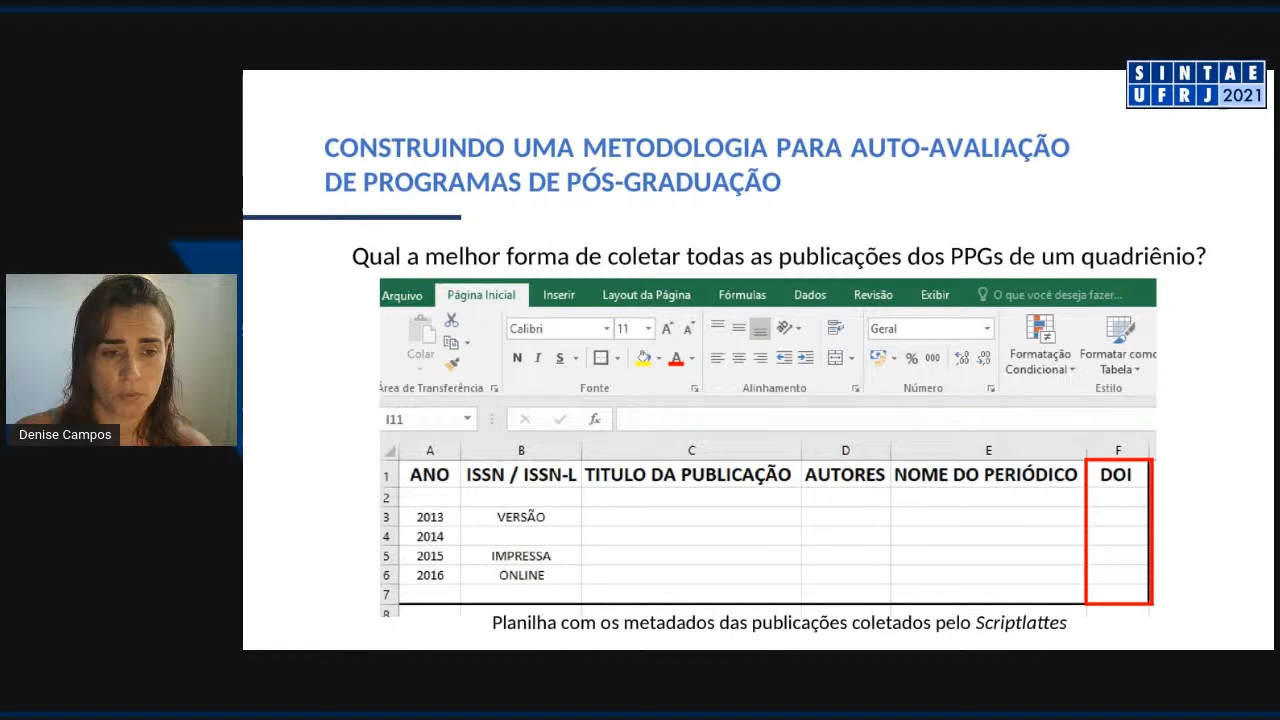 SINTAE
UFRJ 2021
CONSTRUINDO UMA METODOLOGIA PARA AUTO-AVALIAÇÃO
DE PROGRAMAS DE PÓS-GRADUAÇÃO
Qual a melhor forma de coletar todas as publicações dos PPGs de um quadriênio?
Arquivo Página Inicial Inserir Layout da Página Fórmulas Dados Revisão Exibir O que você deseja fazer...
Calibri 11 Geral
Colar N I S A % 000 Formatação Formatar como
Condicional Tabela
Área de Transferência Fonte Alinhamento Número Estilo
I11 fx
A B C D E F
1 ANO ISSN / ISSN-L TITULO DA PUBLICAÇÃO AUTORES NOME DO PERIÓDICO DOI
2
3 2013 VERSÃO
4 2014
5 2015 IMPRESSA
6 2016 ONLINE
7
8
Planilha com os metadados das publicações coletados pelo Scriptlattes
Denise Campos